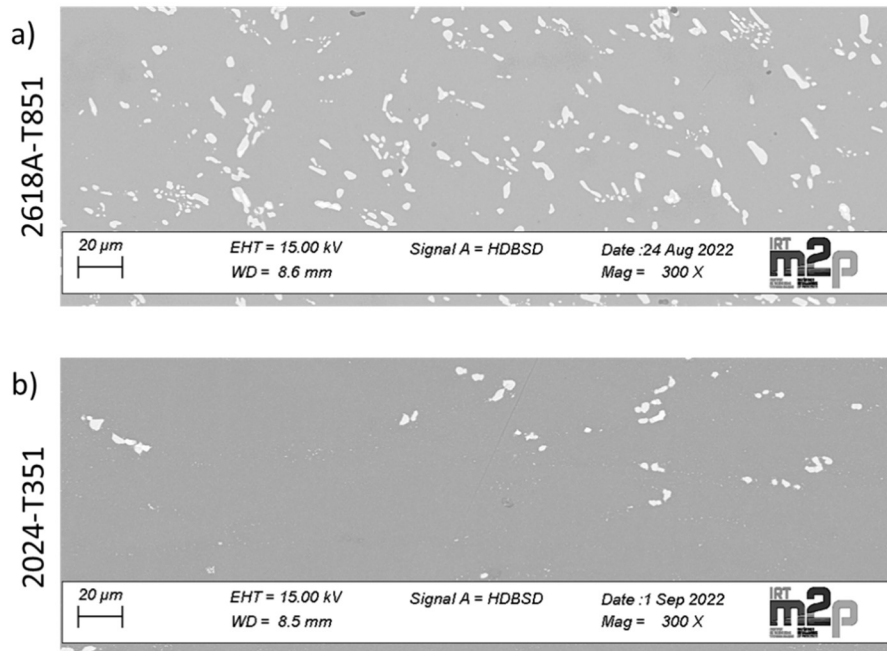 a)
2618A-T851
20 µm
EHT = 15.00 kV
WD = 8.6 mm
Signal A = HDBSD
Date :24 Aug 2022
Mag = 300 X
IRT
m2p
b)
2024-T351
20 µm
EHT = 15.00 kV
WD = 8.5 mm
Signal A = HDBSD
Date :1 Sep 2022
Mag = 300 X
IRT
m2p